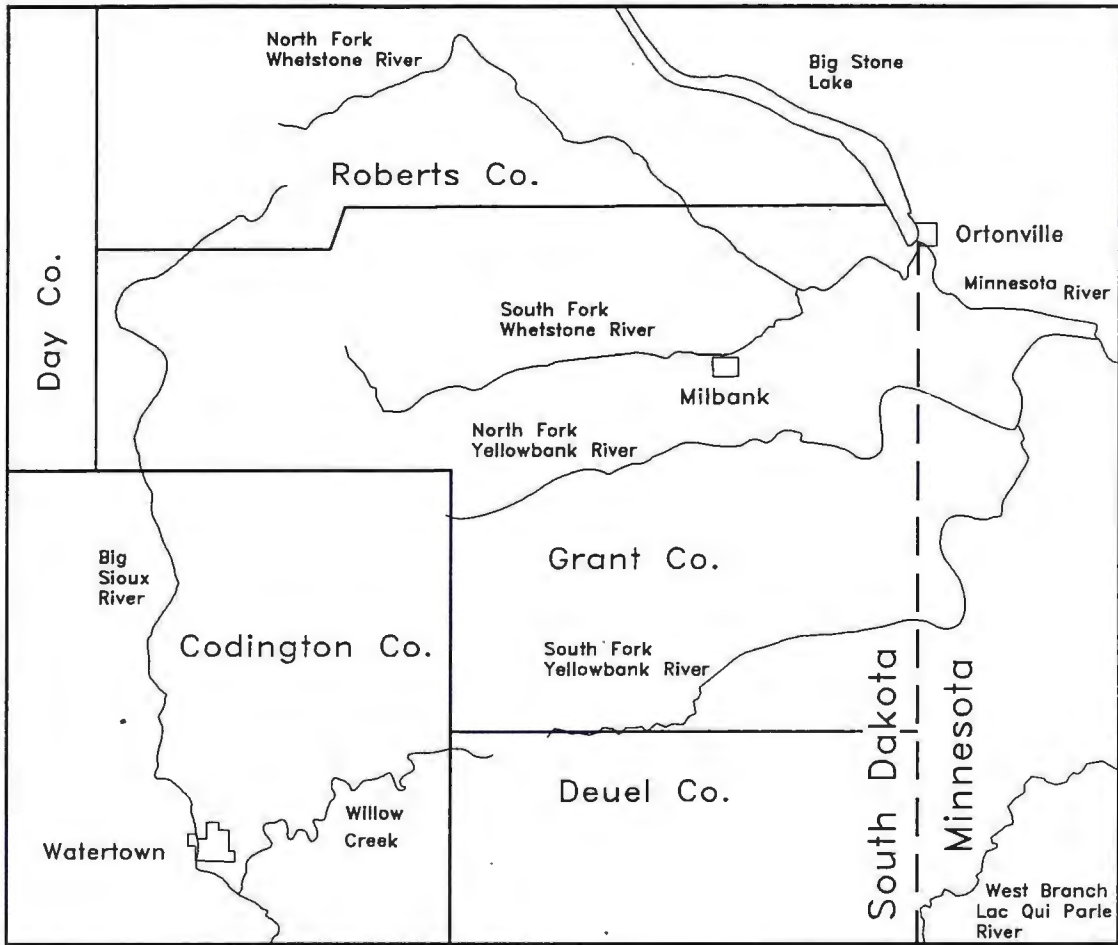 North Fork
Whetstone River
Big Stone
Lake
Roberts Co.
Ortonville
Day Co.
Minnesota River
South Fork
Whetstone River
Milbank
North Fork
Yellowbank River
Big
Sioux
River
Grant Co.
Codington Co.
South Fork
Yellowbank River
South Dakota
Minnesota
Deuel Co.
Willow
Creek
Watertown
West Branch
Lac Qui Parle
River